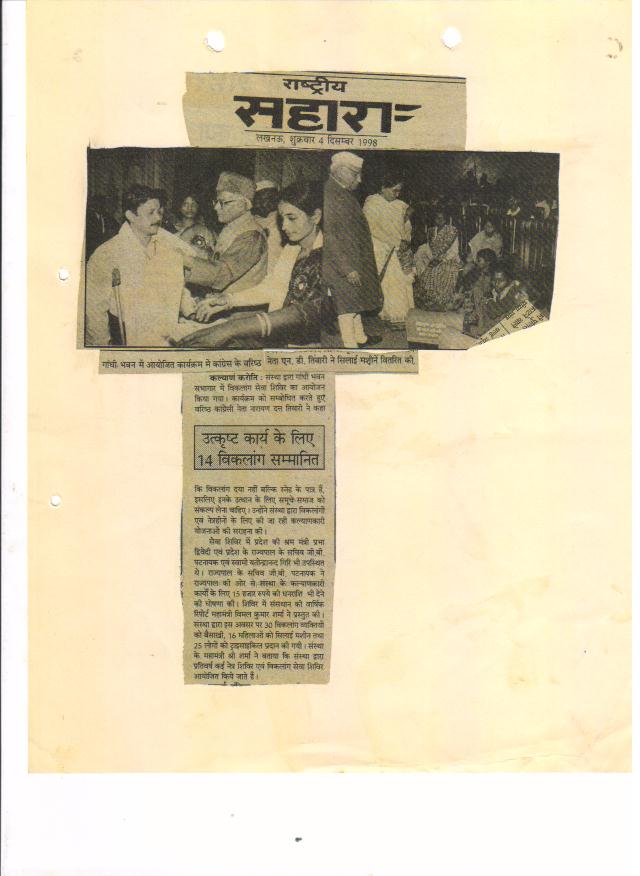 राष्ट्रीय
सहारा
लखनऊ, शुक्रवार 4 दिसम्बर 1998
गांधी भवन में आयोजित कार्यक्रम में कांग्रेस के वरिष्ठ नेता एन. डी. तिवारी ने सिलाई मशीनें वितरित की,
कल्याणं करोति : संस्था द्वारा गांधी भवन
सभागार में विकलांग सेवा शिविर का आयोजन
किया गया। कार्यक्रम को सम्बोधित करते हुए
वरिष्ठ कांग्रेसी नेता नारायण दत्त तिवारी ने कहा
उत्कृष्ट कार्य के लिए
14 विकलांग सम्मानित
कि विकलांग दया नहीं बल्कि स्नेह के पात्र हैं,
इसलिए इनके उत्थान के लिए समूचे समाज को
संकल्प लेना चाहिए। उन्होंने संस्था द्वारा विकलांगों
एवं नेत्रहीनों के लिए की जा रही कल्याणकारी
योजनाओं की सराहना की।
सेवा शिविर में प्रदेश की श्रम मंत्री प्रभा
द्विवेदी एवं प्रदेश के राज्यपाल के सचिव जी.बी.
पटनायक एवं स्वामी यतीन्द्रानन्द गिरि भी उपस्थित
थे। राज्यपाल के सचिव जी.बी. पटनायक ने
राज्यपाल की ओर से संस्था के कल्याणकारी
कार्यों के लिए 15 हजार रुपये की धनराशि भी देने
की घोषणा की। शिविर में संस्थान की वार्षिक
रिपोर्ट महामंत्री विमल कुमार शर्मा ने प्रस्तुत की।
संस्था द्वारा इस अवसर पर 30 विकलांग व्यक्तियों
को बैसाखी, 16 महिलाओं को सिलाई मशीन तथा
25 लोगों को ट्राइसाइकिल प्रदान की गयी। संस्था
के महामंत्री श्री शर्मा ने बताया कि संस्था द्वारा
प्रतिवर्ष कई नेत्र शिविर एवं विकलांग सेवा शिविर
आयोजित किये जाते हैं।